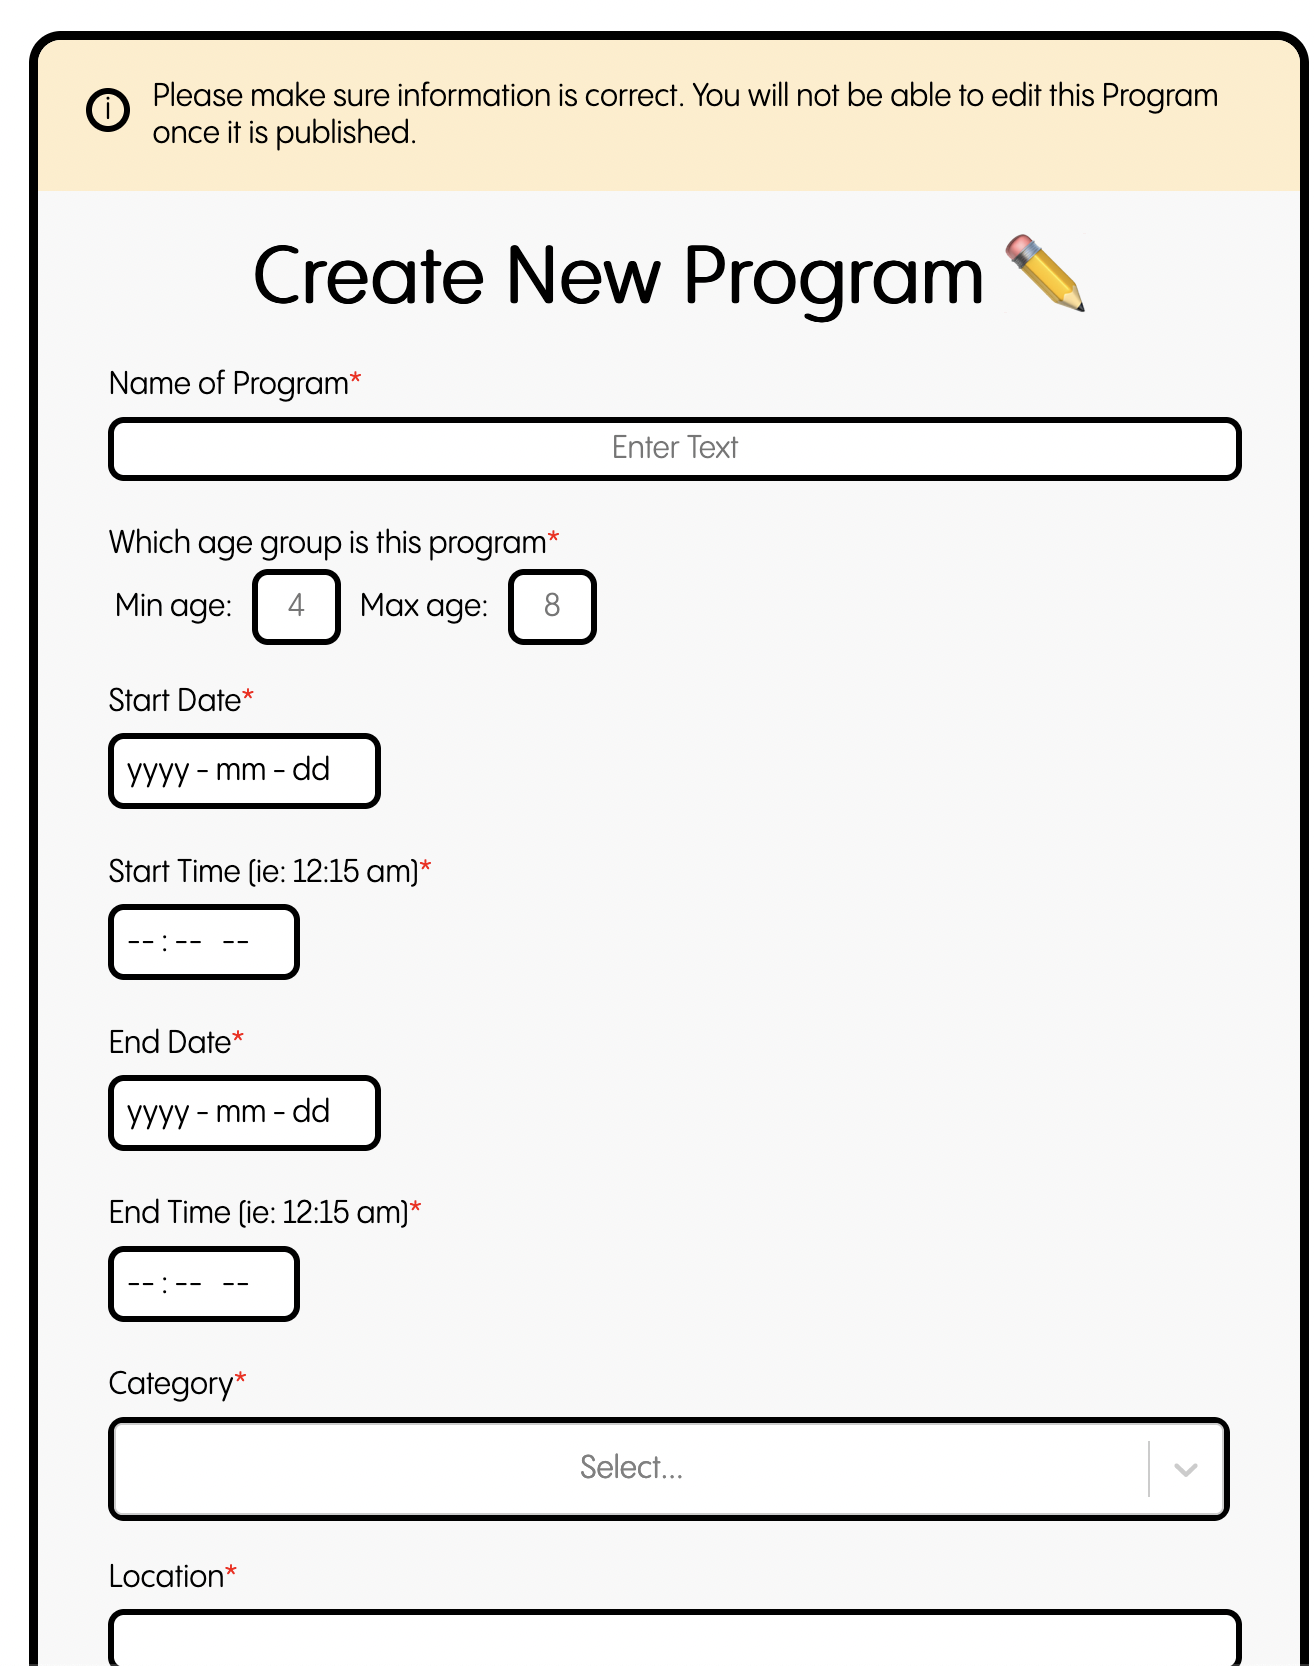 Please make sure information is correct. You will not be able to edit this Program
once it is published.
Create New Program
Name of Program*
Enter Text
Which age group is this program*
Min age: 4 Max age: 8
Start Date*
yyyy - mm - dd
Start Time (ie: 12:15 am)*
-- : -- --
End Date*
yyyy - mm - dd
End Time (ie: 12:15 am)*
-- : -- --
Category*
Select...
Location*